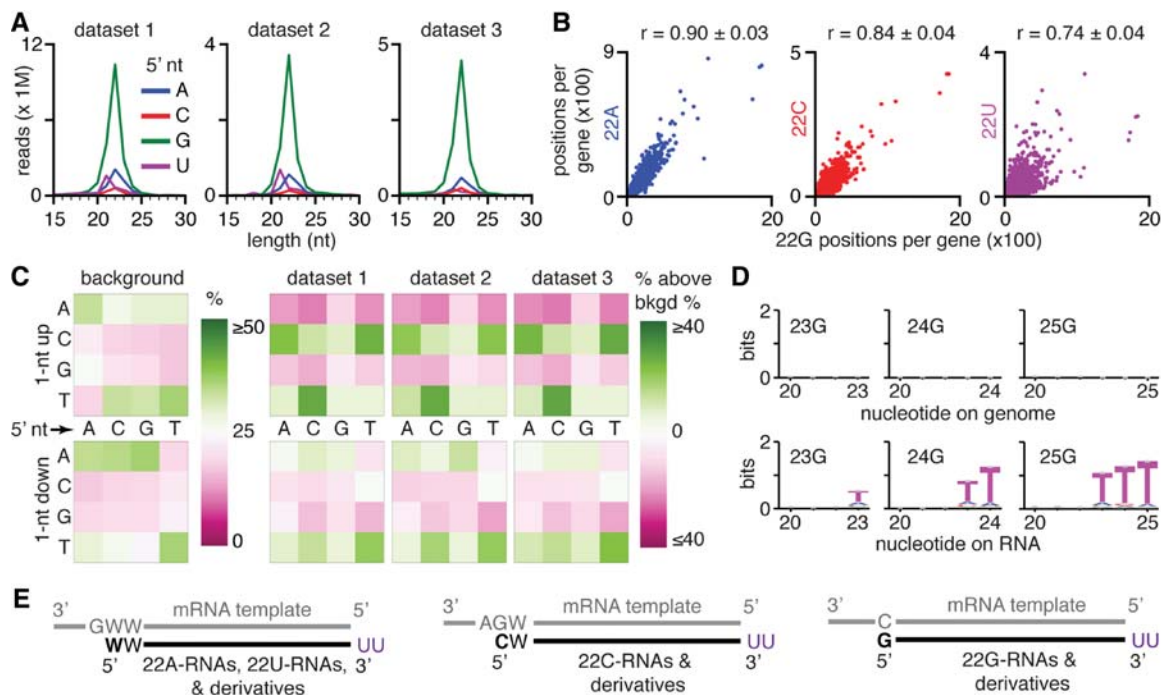 A
dataset 1
dataset 2
dataset 3
reads (x 1M)
12
0
4
0
5
0
5' nt
A
C
G
U
15 20 25 30
15 20 25 30
15 20 25 30
length (nt)
B
r = 0.90 ± 0.03
r = 0.84 ± 0.04
r = 0.74 ± 0.04
positions per
gene (x100)
22A
9
0
0 20
22C
5
0
0 20
22U
4
0
0 20
22G positions per gene (x100)
C
background
dataset 1
dataset 2
dataset 3
%
≥50
25
0
% above
bkgd %
≥40
0
≤40
1-nt up
A
C
G
T
5' nt
A C G T
A C G T
A C G T
A C G T
1-nt down
A
C
G
T
D
bits
2
1
0
23G
20 23
24G
20 24
25G
20 25
nucleotide on genome
bits
2
1
0
23G
T
20 23
24G
T T
20 24
25G
T T T
20 25
nucleotide on RNA
E
3' mRNA template 5'
GWW
WW UU
5' 22A-RNAs, 22U-RNAs, 3'
& derivatives
3' mRNA template 5'
AGW
CW UU
5' 22C-RNAs & 3'
derivatives
3' mRNA template 5'
C
G UU
5' 22G-RNAs & 3'
derivatives